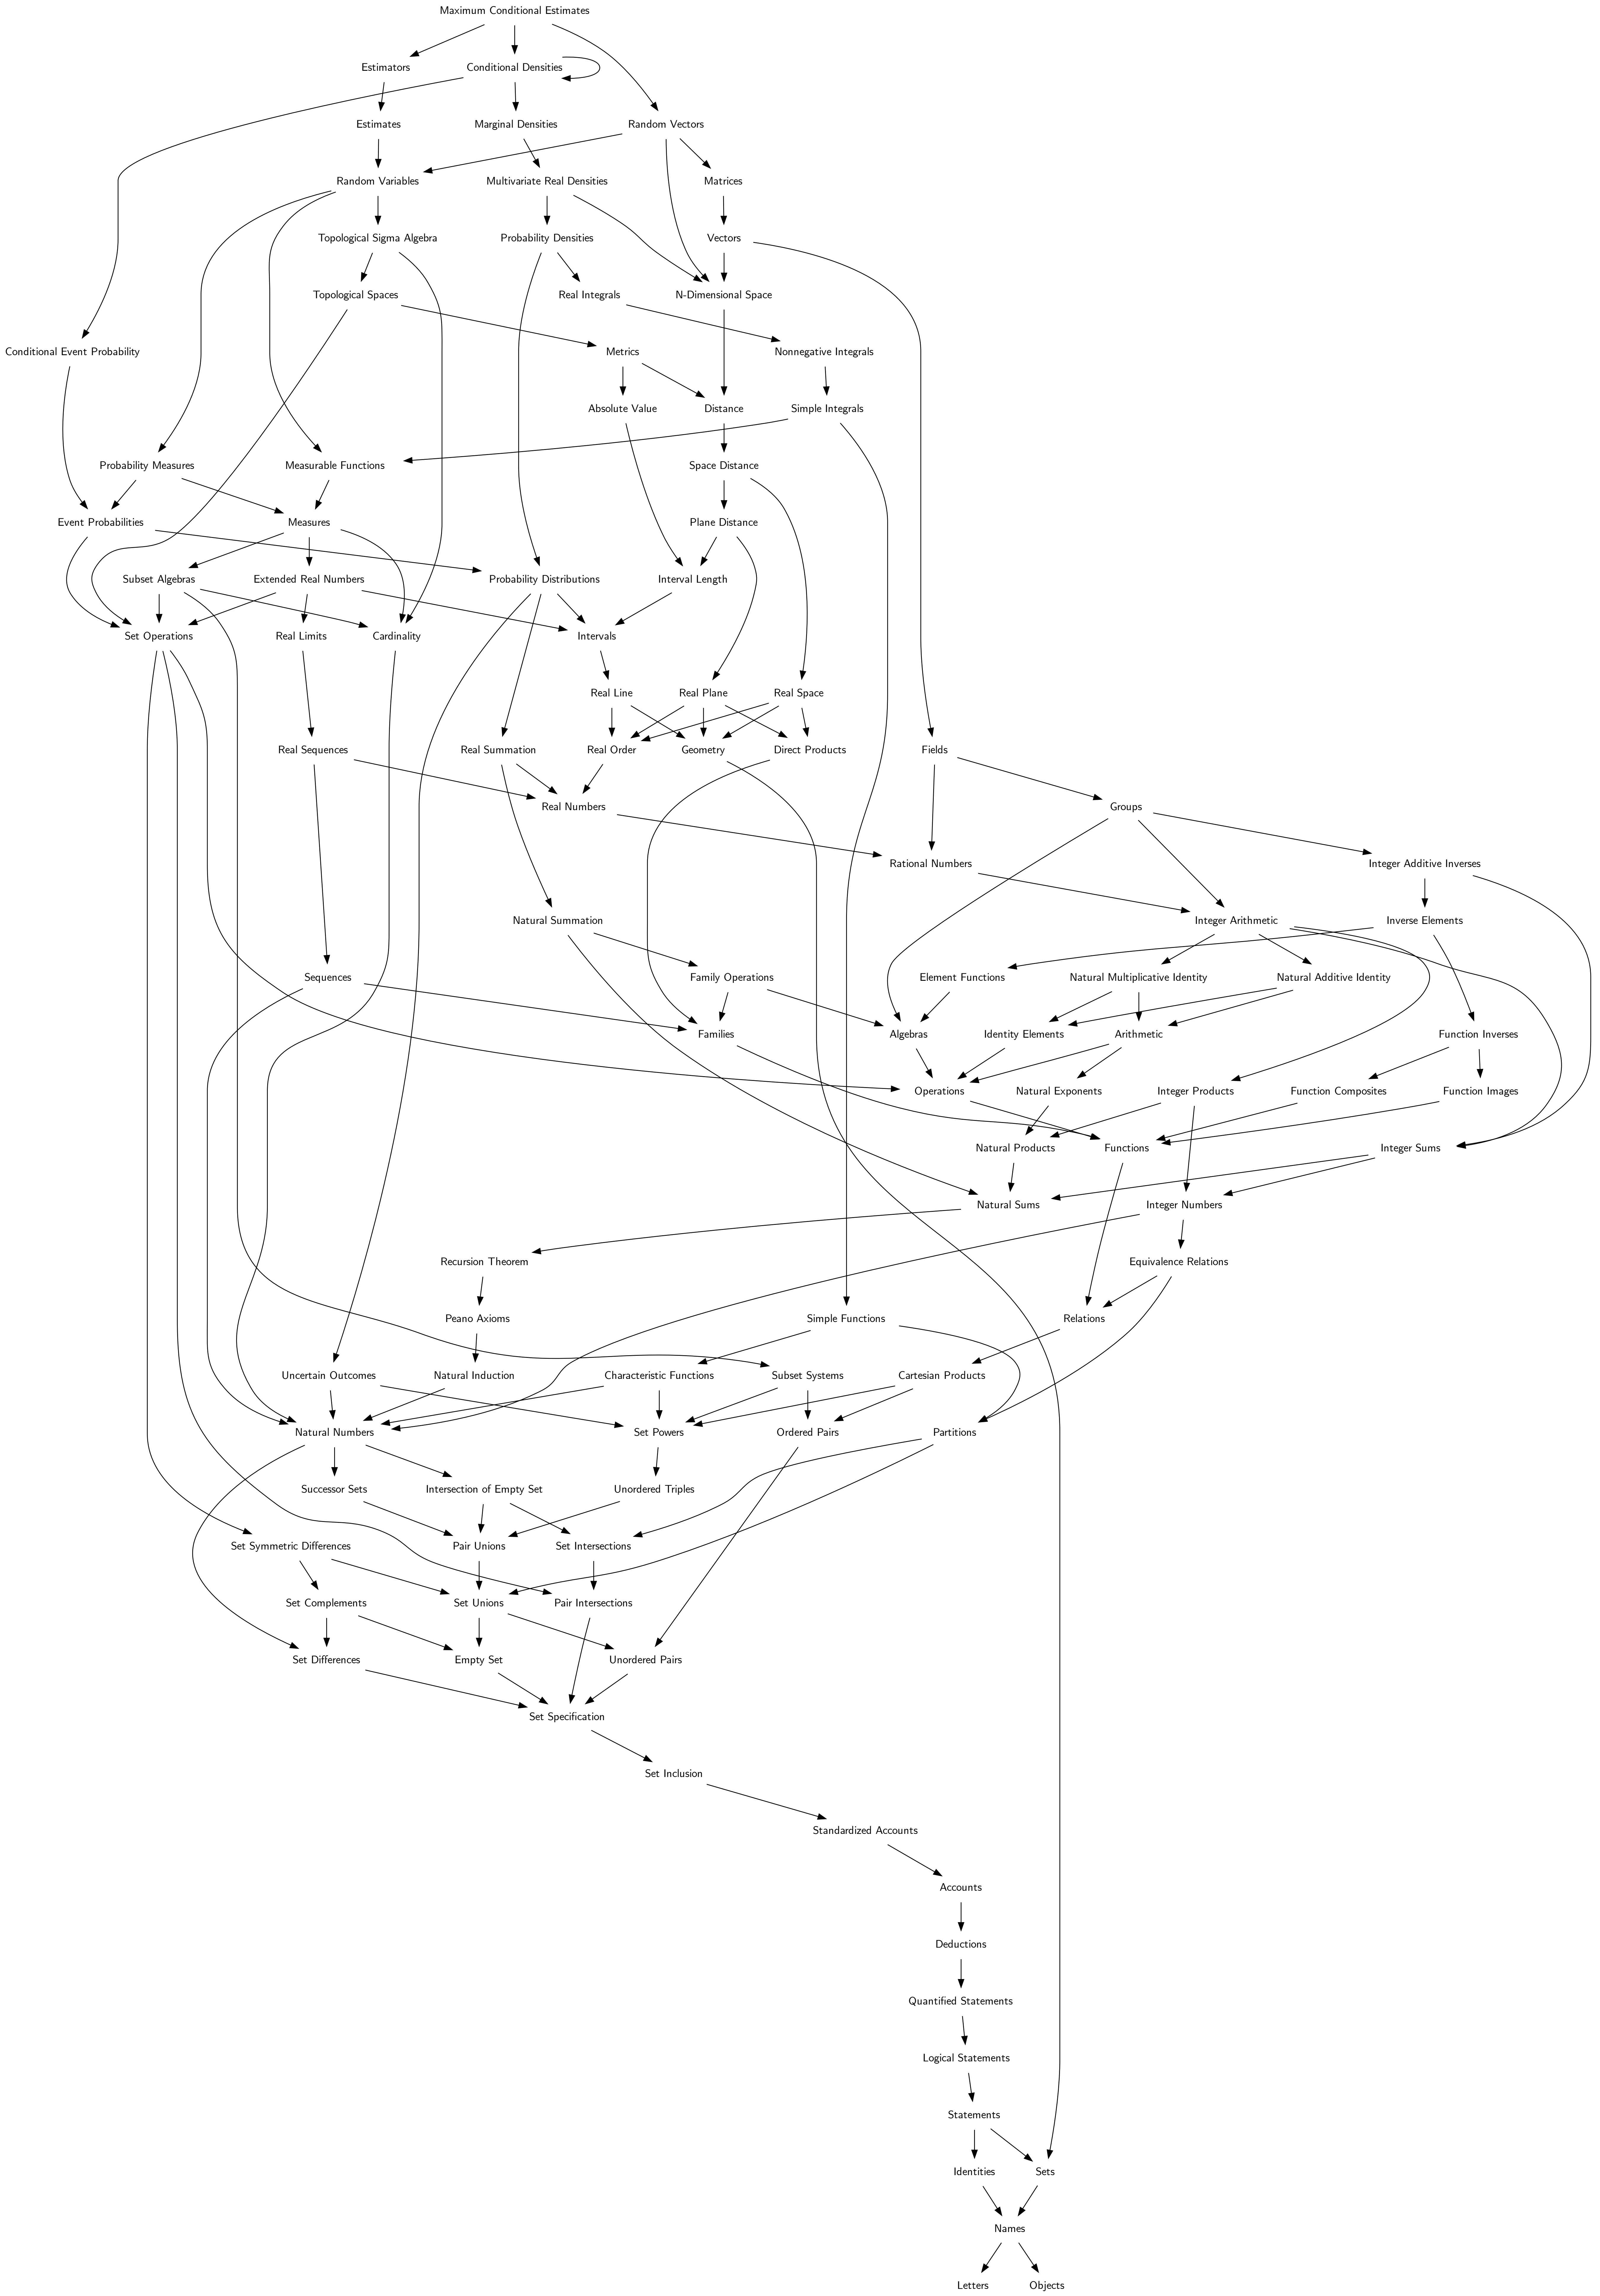 Maximum Conditional Estimates
Estimators Conditional Densities
Estimates Marginal Densities Random Vectors
Random Variables Multivariate Real Densities Matrices
Topological Sigma Algebra Probability Densities Vectors
Topological Spaces Real Integrals N-Dimensional Space
Conditional Event Probability Metrics Nonnegative Integrals
Absolute Value Distance Simple Integrals
Probability Measures Measurable Functions Space Distance
Event Probabilities Measures Plane Distance
Subset Algebras Extended Real Numbers Probability Distributions Interval Length
Set Operations Real Limits Cardinality Intervals
Real Line Real Plane Real Space
Real Sequences Real Summation Real Order Geometry Direct Products Fields
Real Numbers Groups
Rational Numbers Integer Additive Inverses
Natural Summation Integer Arithmetic Inverse Elements
Sequences Family Operations Element Functions Natural Multiplicative Identity Natural Additive Identity
Families Algebras Identity Elements Arithmetic Function Inverses
Operations Natural Exponents Integer Products Function Composites Function Images
Natural Products Functions Integer Sums
Natural Sums Integer Numbers
Recursion Theorem Equivalence Relations
Peano Axioms Simple Functions Relations
Uncertain Outcomes Natural Induction Characteristic Functions Subset Systems Cartesian Products
Natural Numbers Set Powers Ordered Pairs Partitions
Successor Sets Intersection of Empty Set Unordered Triples
Set Symmetric Differences Pair Unions Set Intersections
Set Complements Set Unions Pair Intersections
Set Differences Empty Set Unordered Pairs
Set Specification
Set Inclusion
Standardized Accounts
Accounts
Deductions
Quantified Statements
Logical Statements
Statements
Identities Sets
Names
Letters Objects